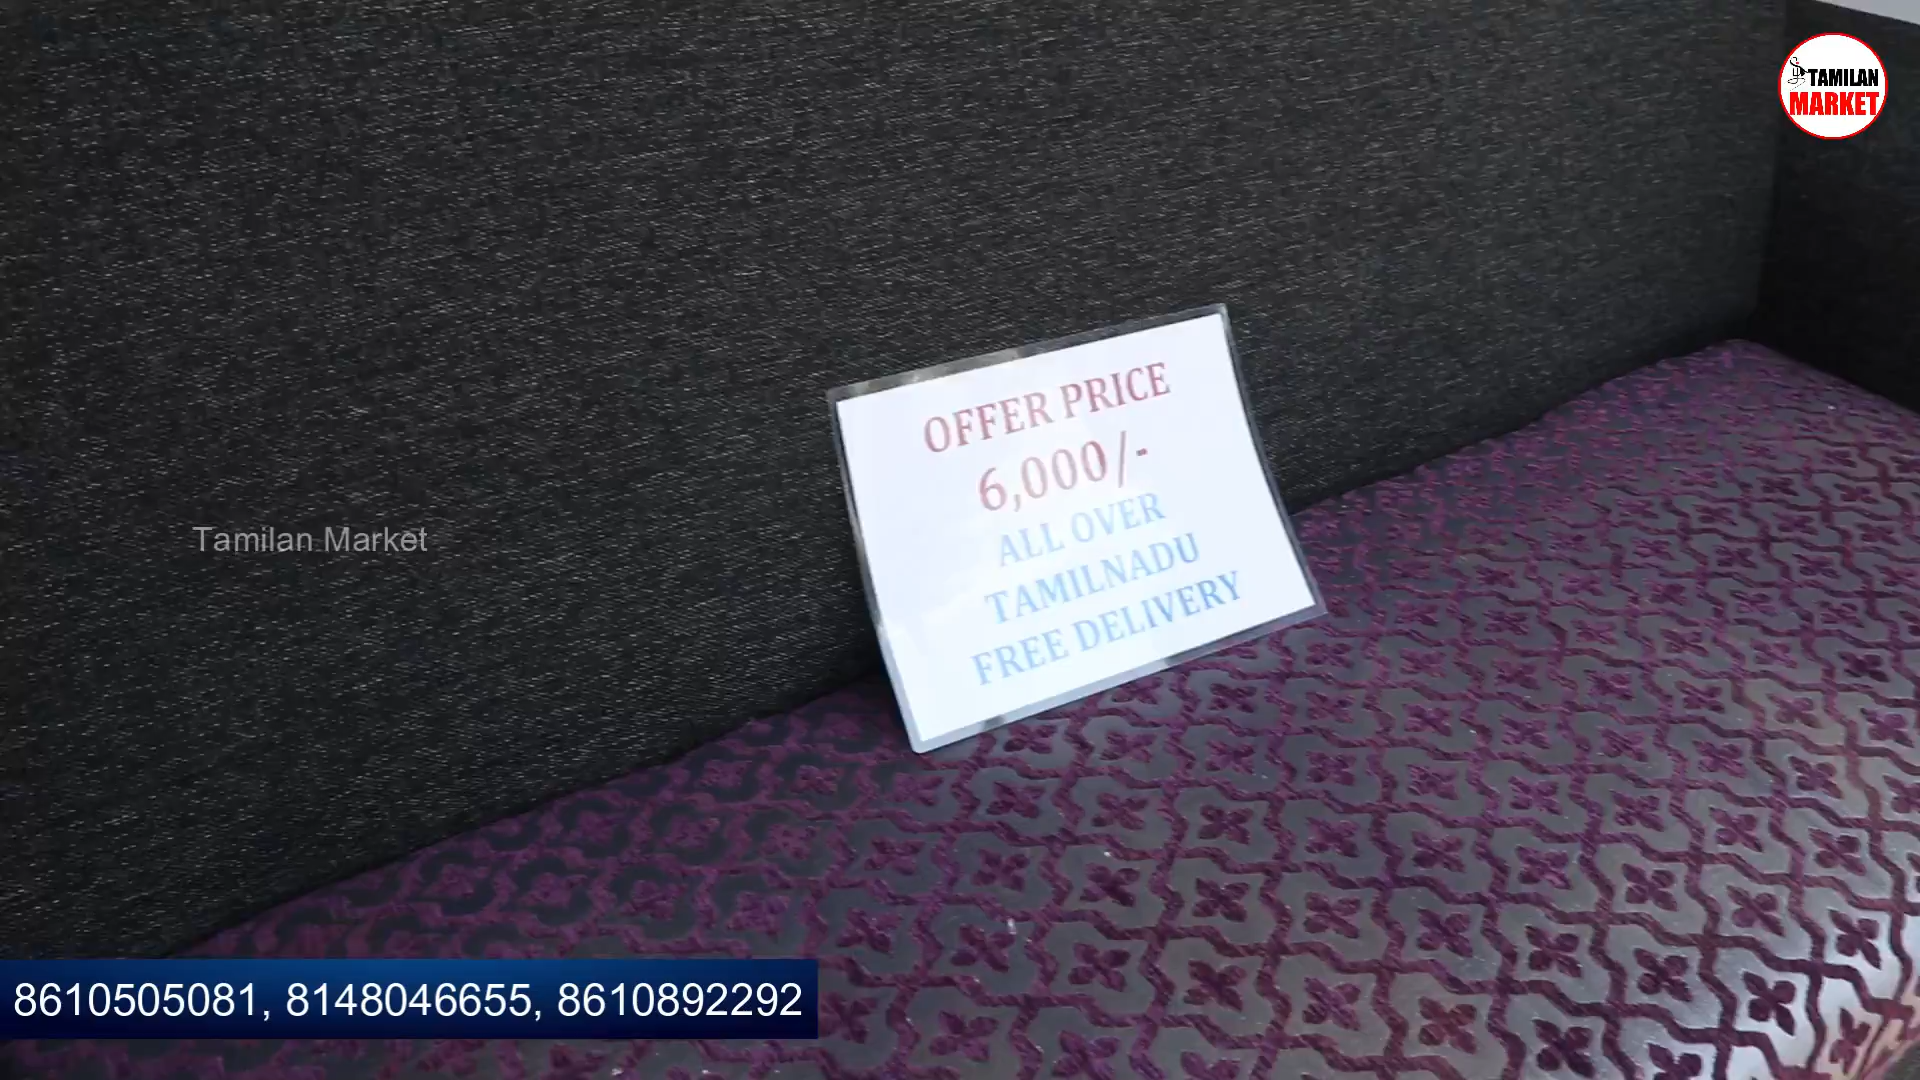 TAMILAN
MARKET
OFFER PRICE
6,000/-
ALL OVER
TAMILNADU
FREE DELIVERY
Tamilan Market
8610505081, 8148046655, 8610892292